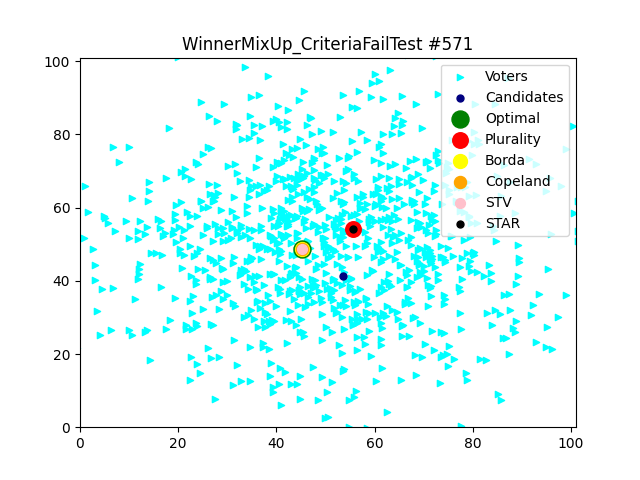 WinnerMixUp_CriteriaFailTest #571
100
80
60
40
20
0
0
20
40
60
80
100
Voters
Candidates
Optimal
Plurality
Borda
Copeland
STV
STAR